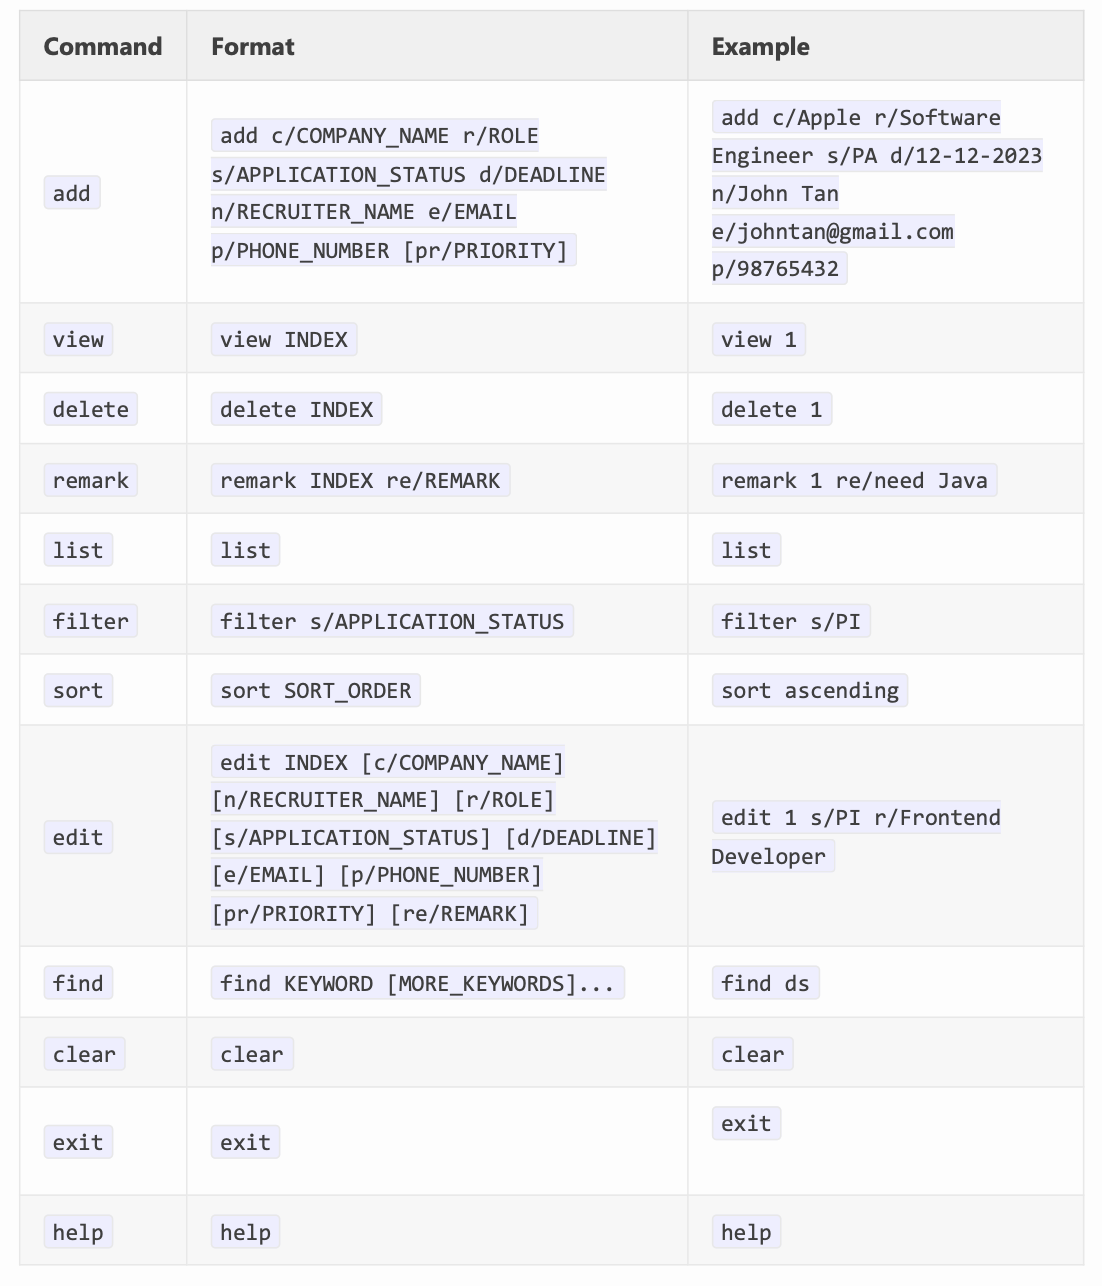 Command Format Example
add
add c/COMPANY_NAME r/ROLE
s/APPLICATION_STATUS d/DEADLINE
n/RECRUITER_NAME e/EMAIL
p/PHONE_NUMBER [pr/PRIORITY]
add c/Apple r/Software
Engineer s/PA d/12-12-2023
n/John Tan
e/johntan@gmail.com
p/98765432
view view INDEX view 1
delete delete INDEX delete 1
remark remark INDEX re/REMARK remark 1 re/need Java
list list list
filter filter s/APPLICATION_STATUS filter s/PI
sort sort SORT_ORDER sort ascending
edit
edit INDEX [c/COMPANY_NAME]
[n/RECRUITER_NAME] [r/ROLE]
[s/APPLICATION_STATUS] [d/DEADLINE]
[e/EMAIL] [p/PHONE_NUMBER]
[pr/PRIORITY] [re/REMARK]
edit 1 s/PI r/Frontend
Developer
find find KEYWORD [MORE_KEYWORDS]... find ds
clear clear clear
exit exit exit
help help help